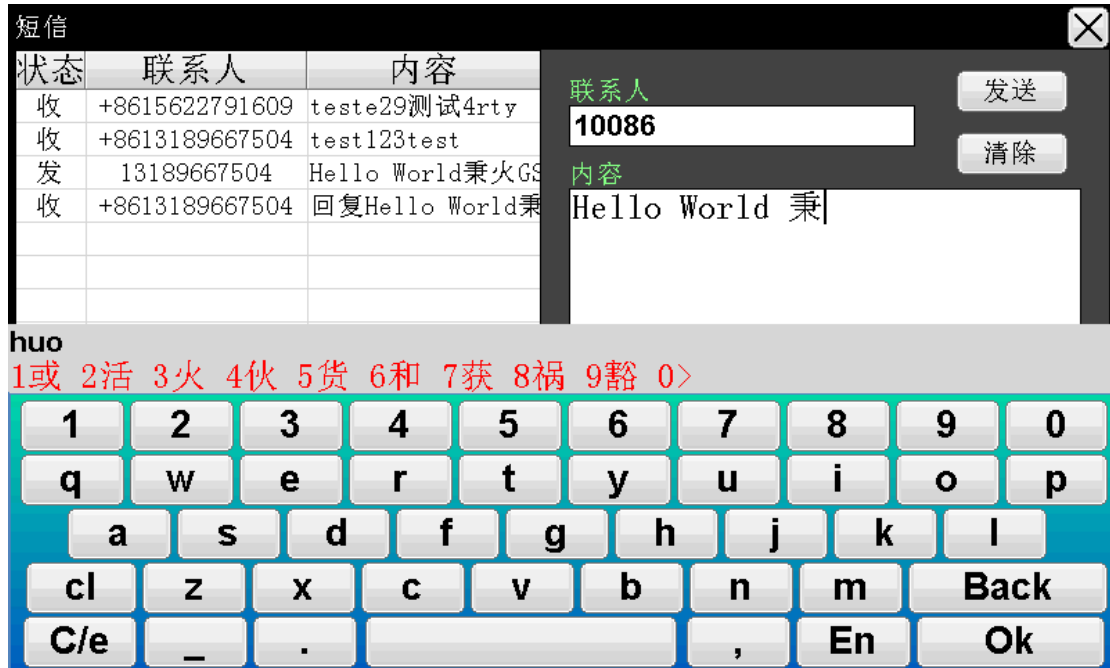 短信
状态 联系人 内容
收 +8615622791609 teste29测试4rty
收 +8613189667504 test123test
发 13189667504 Hello World秉火GS
收 +8613189667504 回复Hello World秉
联系人
10086
发送
清除
内容
Hello World 秉
huo
1或 2活 3火 4伙 5货 6和 7获 8祸 9豁 0>
1 2 3 4 5 6 7 8 9 0
q w e r t y u i o p
a s d f g h j k l
cl z x c v b n m Back
C/e _ . , En Ok